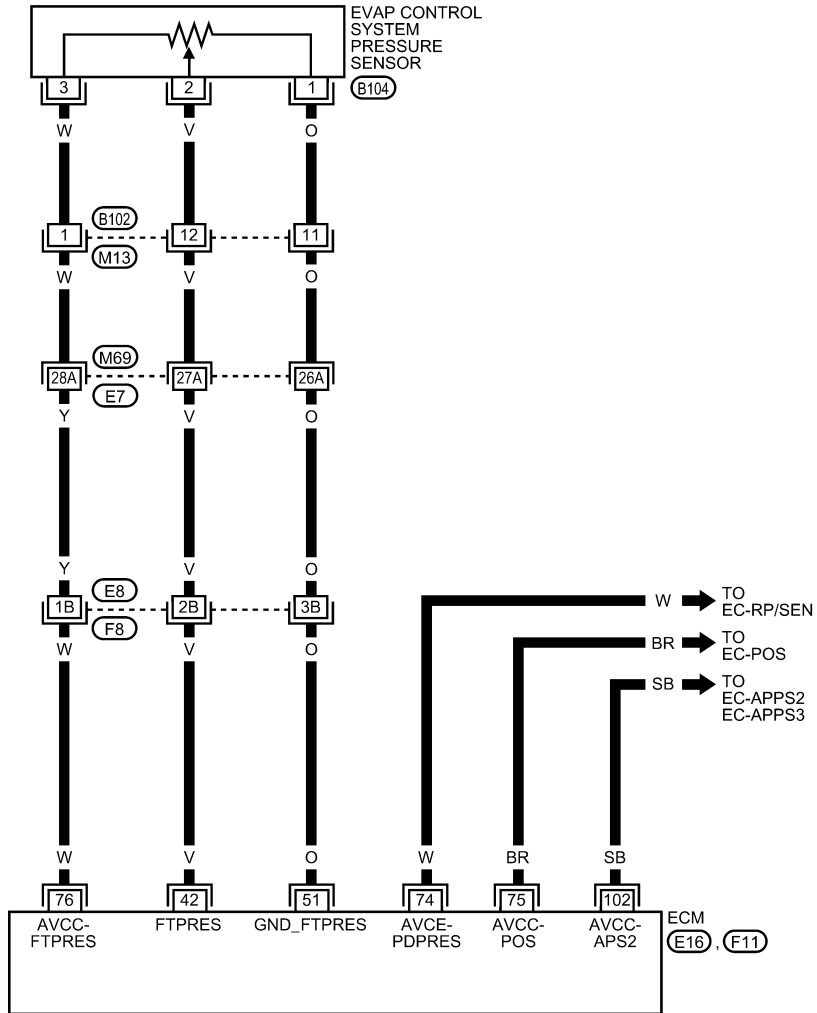 EVAP CONTROL
SYSTEM
PRESSURE
SENSOR
3 2 1 B104
W V O
B102
1 12 11
M13
W V O
M69
28A 27A 26A
E7
Y V O
Y V O
E8
1B 2B 3B
F8
W V O
W TO
EC-RP/SEN
BR TO
EC-POS
SB TO
EC-APPS2
EC-APPS3
W V O W BR SB
76 42 51 74 75 102
AVCC-
FTPRES
FTPRES
GND_FTPRES
AVCE-
PDPRES
AVCC-
POS
AVCC-
APS2
ECM
E16 , F11